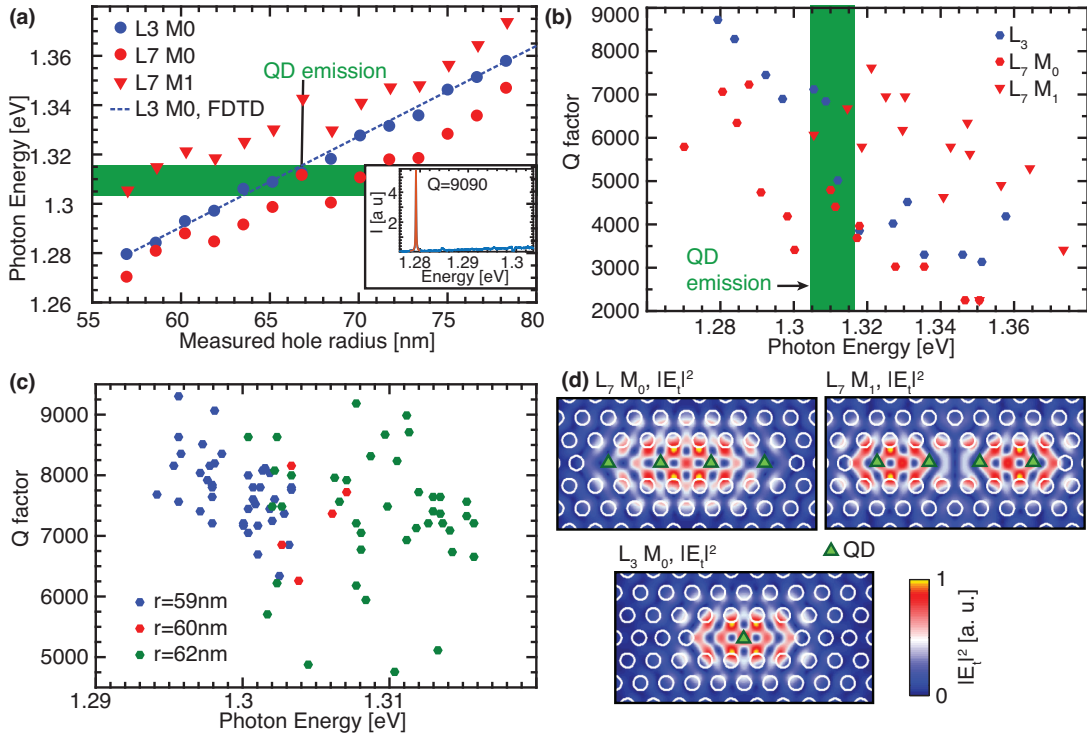 (a)
L3 M0
L7 M0
L7 M1
L3 M0, FDTD
QD emission
Photon Energy [eV]
1.36
1.34
1.32
1.3
1.28
1.26
55 60 65 70 75 80
Measured hole radius [nm]
Q=9090
I [a u]
4
2
1.28 1.29 1.3
Energy [eV]
(b)
L3
L7 M0
L7 M1
Q factor
9000
8000
7000
6000
5000
4000
3000
2000
QD
emission
1.28 1.3 1.32 1.34 1.36
Photon Energy [eV]
(c)
Q factor
9000
8000
7000
6000
5000
r=59nm
r=60nm
r=62nm
1.29 1.3 1.31
Photon Energy [eV]
(d)
L7 M0, |Et|²
L7 M1, |Et|²
L3 M0, |Et|²
QD
1
0
|Et|² [a. u.]